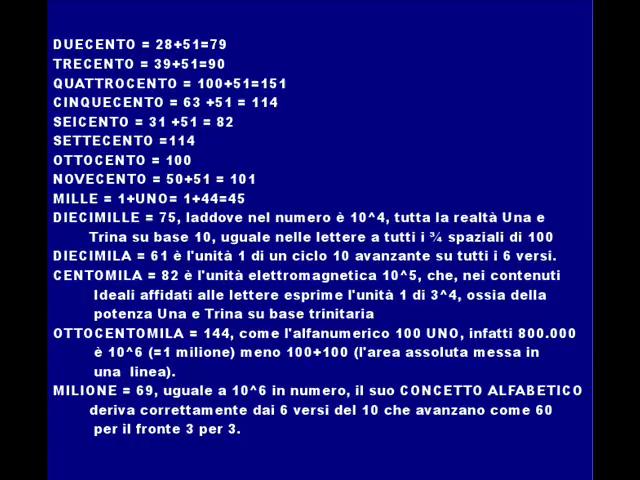 DUECENTO = 28+51=79
TRECENTO = 39+51=90
QUATTROCENTO = 100+51=151
CINQUECENTO = 63 +51 = 114
SEICENTO = 31 +51 = 82
SETTECENTO =114
OTTOCENTO = 100
NOVECENTO = 50+51 = 101
MILLE = 1+UNO= 1+44=45
DIECIMILLE = 75, laddove nel numero è 10^4, tutta la realtà Una e
Trina su base 10, uguale nelle lettere a tutti i ¾ spaziali di 100
DIECIMILA = 61 è l'unità 1 di un ciclo 10 avanzante su tutti i 6 versi.
CENTOMILA = 82 è l'unità elettromagnetica 10^5, che, nei contenuti
Ideali affidati alle lettere esprime l'unità 1 di 3^4, ossia della
potenza Una e Trina su base trinitaria
OTTOCENTOMILA = 144, come l'alfanumerico 100 UNO, infatti 800.000
è 10^6 (=1 milione) meno 100+100 (l'area assoluta messa in
una linea).
MILIONE = 69, uguale a 10^6 in numero, il suo CONCETTO ALFABETICO
deriva correttamente dai 6 versi del 10 che avanzano come 60
per il fronte 3 per 3.